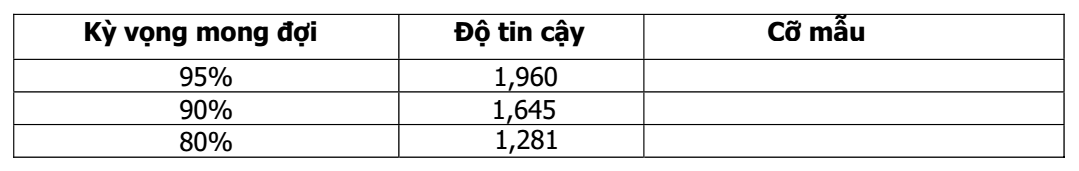 Kỳ vọng mong đợi Độ tin cậy Cỡ mẫu
95% 1,960
90% 1,645
80% 1,281